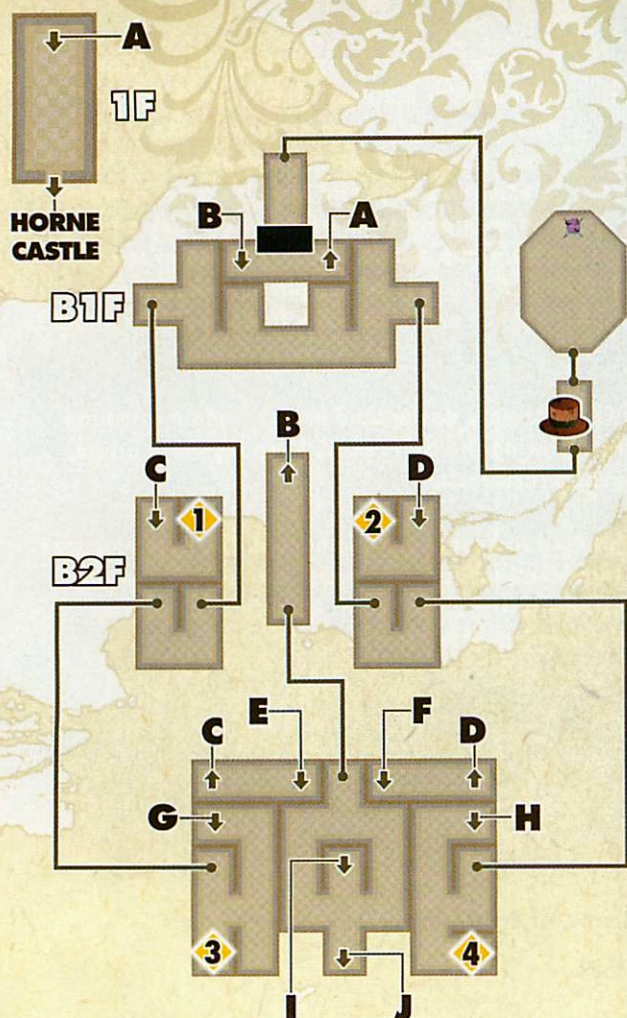 A
1F
HORNE
CASTLE
B A
B1F
B
C D
1 2
B2F
E F
C D
G H
3 4
I J